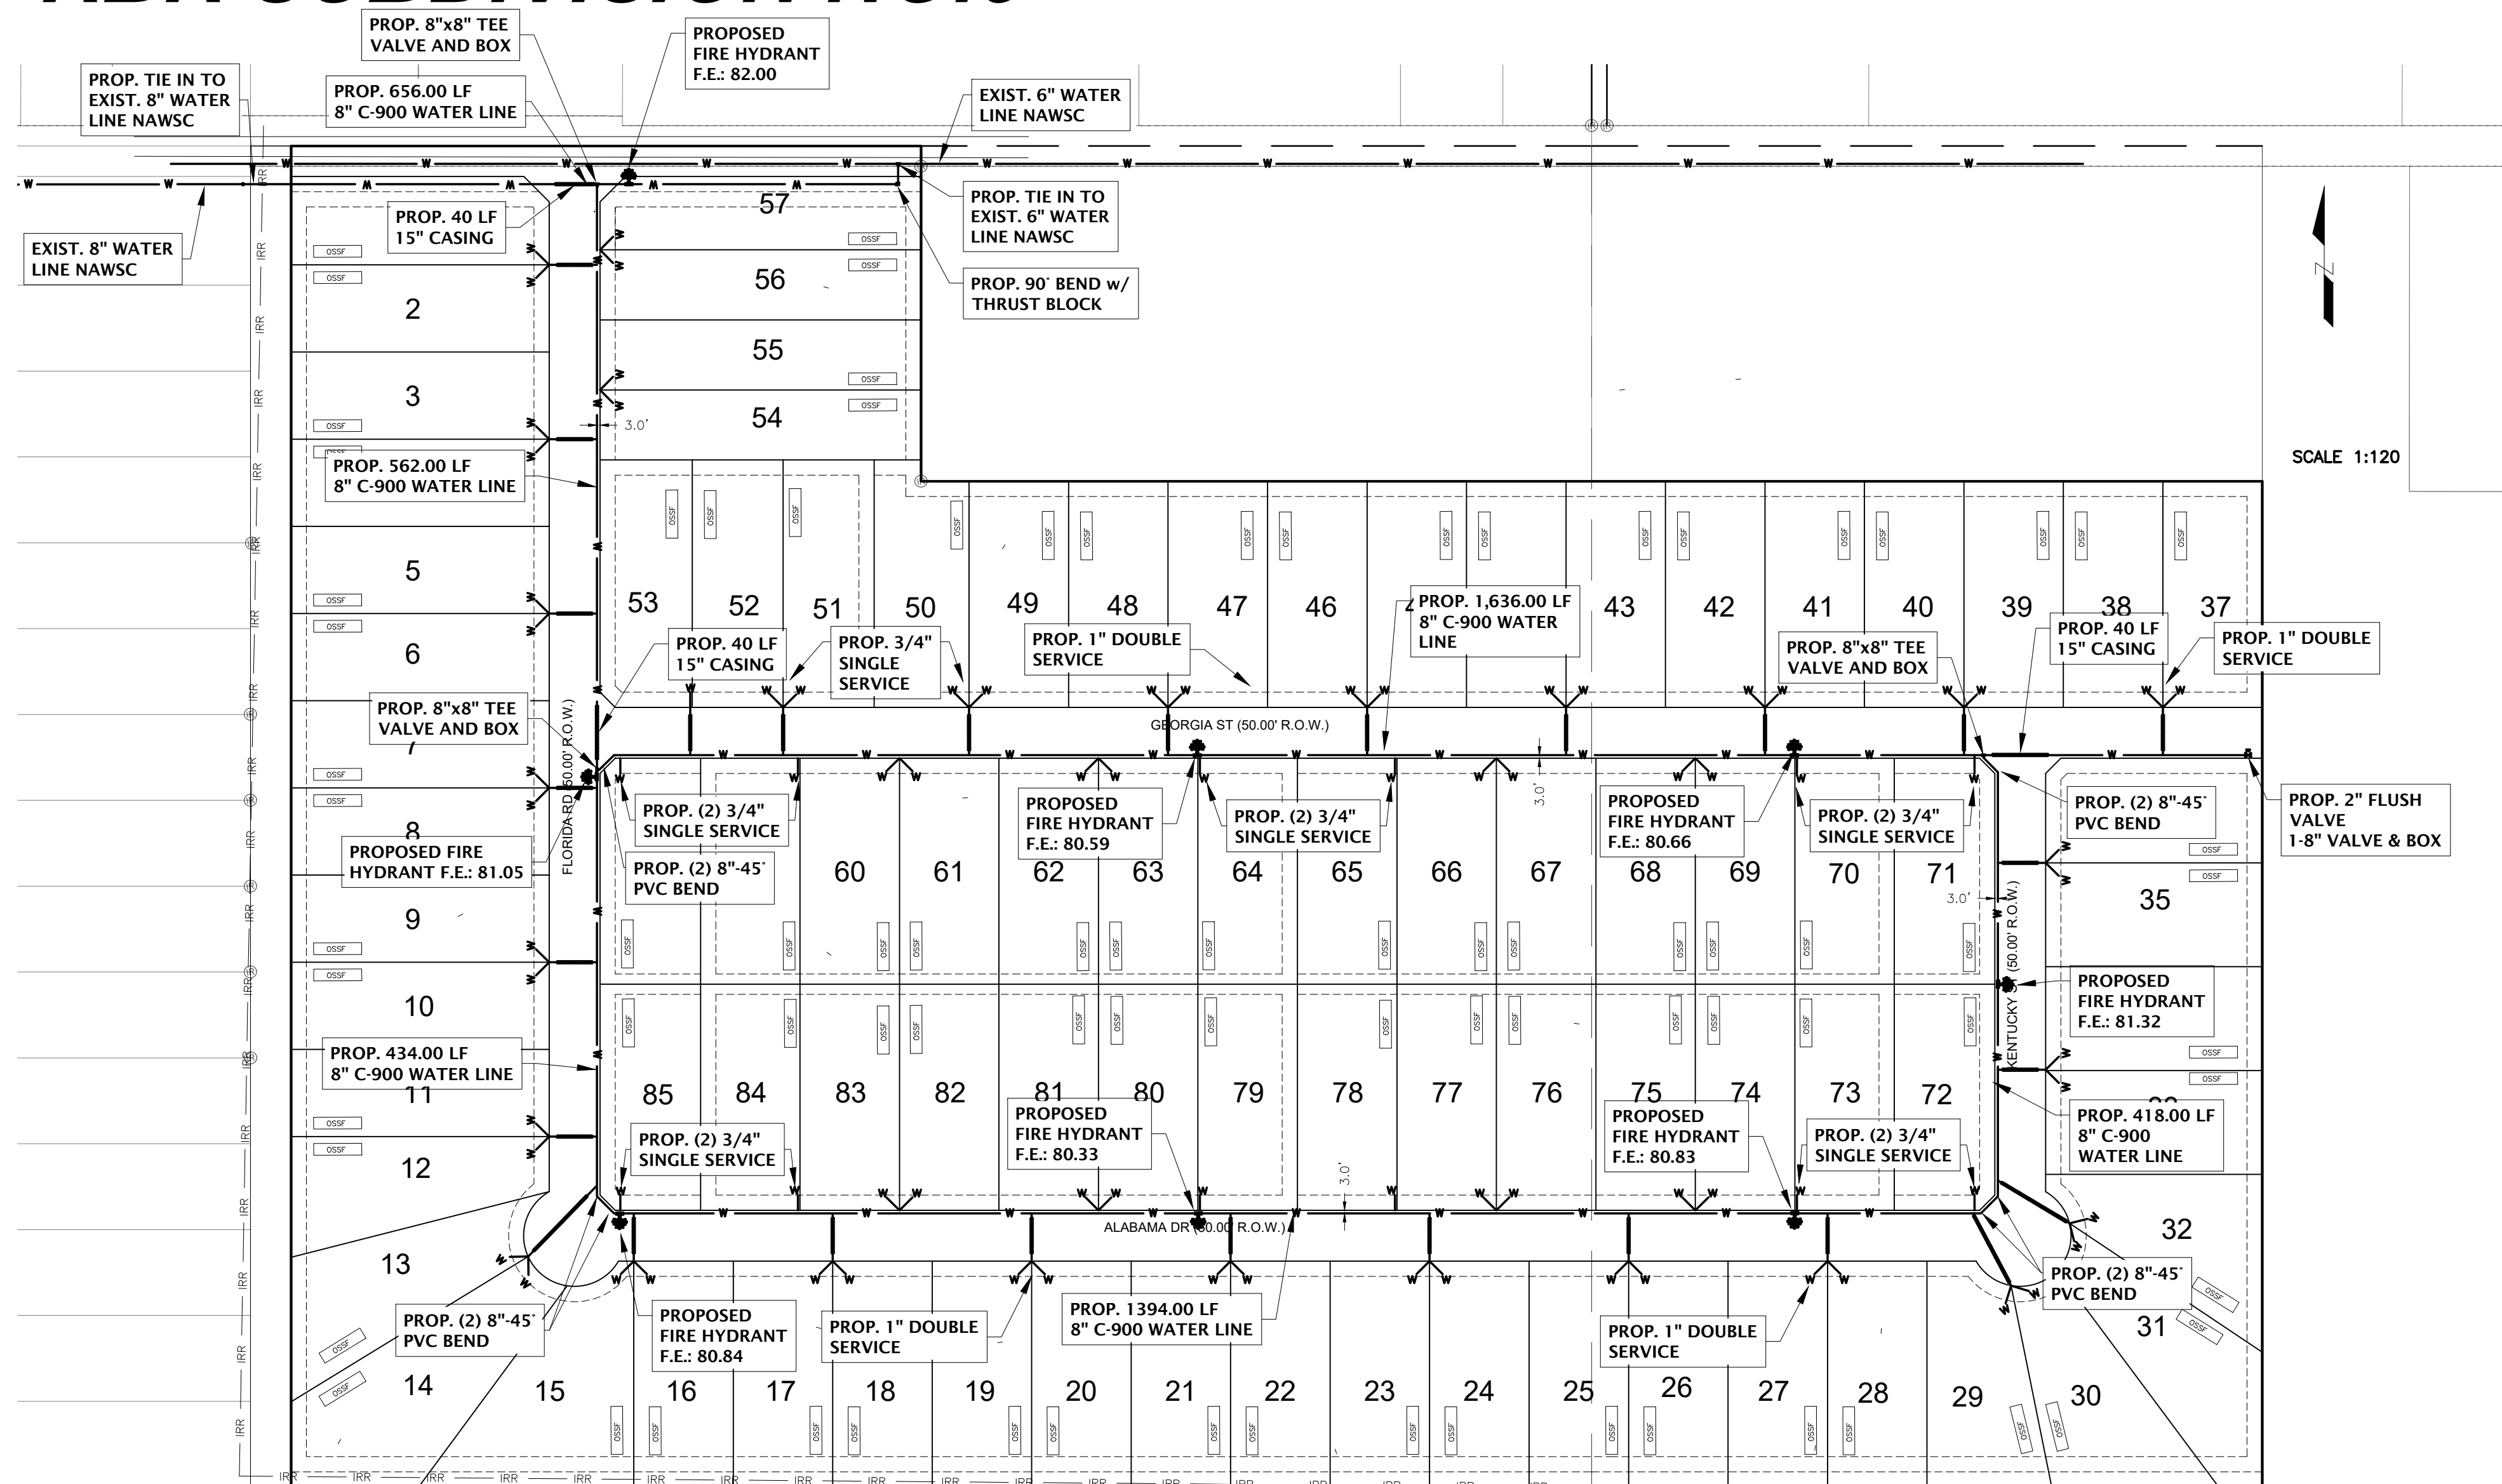 PROP. 8"x8" TEE
VALVE AND BOX
PROPOSED
FIRE HYDRANT
F.E.: 82.00
PROP. TIE IN TO
EXIST. 8" WATER
LINE NAWSC
PROP. 656.00 LF
8" C-900 WATER LINE
EXIST. 6" WATER
LINE NAWSC
PROP. 40 LF
15" CASING
PROP. TIE IN TO
EXIST. 6" WATER
LINE NAWSC
EXIST. 8" WATER
LINE NAWSC
PROP. 90° BEND w/
THRUST BLOCK
57
56
55
54
2
3
3.0'
PROP. 562.00 LF
8" C-900 WATER LINE
SCALE 1:120
5
6
53
52
51
50
49
48
47
46
43
42
41
40
39
38
37
PROP. 40 LF
15" CASING
PROP. 3/4"
SINGLE
SERVICE
PROP. 1" DOUBLE
SERVICE
PROP. 1,636.00 LF
8" C-900 WATER
LINE
PROP. 8"x8" TEE
VALVE AND BOX
PROP. 40 LF
15" CASING
PROP. 1" DOUBLE
SERVICE
PROP. 8"x8" TEE
VALVE AND BOX
7
FLORIDA RD (50.00' R.O.W.)
GEORGIA ST (50.00' R.O.W.)
8
PROPOSED FIRE
HYDRANT F.E.: 81.05
PROP. (2) 3/4"
SINGLE SERVICE
PROP. (2) 8"-45°
PVC BEND
PROPOSED
FIRE HYDRANT
F.E.: 80.59
PROP. (2) 3/4"
SINGLE SERVICE
3.0'
PROPOSED
FIRE HYDRANT
F.E.: 80.66
PROP. (2) 3/4"
SINGLE SERVICE
PROP. (2) 8"-45°
PVC BEND
PROP. 2" FLUSH
VALVE
1-8" VALVE & BOX
60
61
62
63
64
65
66
67
68
69
70
71
35
9
3.0'
KENTUCKY ST (50.00' R.O.W.)
10
PROPOSED
FIRE HYDRANT
F.E.: 81.32
PROP. 434.00 LF
8" C-900 WATER LINE
11
85
84
83
82
81
80
79
78
77
76
75
74
73
72
PROP. 418.00 LF
8" C-900
WATER LINE
12
PROP. (2) 3/4"
SINGLE SERVICE
PROPOSED
FIRE HYDRANT
F.E.: 80.33
3.0'
PROPOSED
FIRE HYDRANT
F.E.: 80.83
PROP. (2) 3/4"
SINGLE SERVICE
ALABAMA DR (50.00' R.O.W.)
13
32
PROP. (2) 8"-45°
PVC BEND
PROPOSED
FIRE HYDRANT
F.E.: 80.84
PROP. 1" DOUBLE
SERVICE
PROP. 1394.00 LF
8" C-900 WATER LINE
PROP. 1" DOUBLE
SERVICE
PROP. (2) 8"-45°
PVC BEND
31
14
15
16
17
18
19
20
21
22
23
24
25
26
27
28
29
30